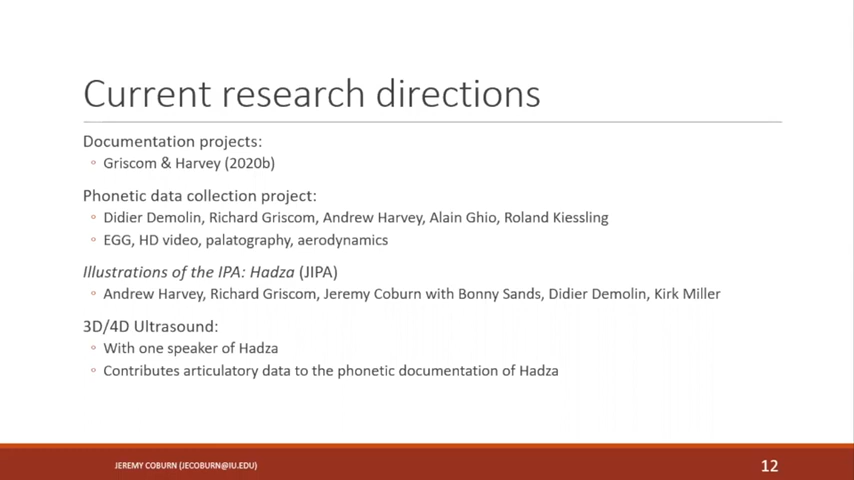 Current research directions
Documentation projects:
◦ Griscom & Harvey (2020b)
Phonetic data collection project:
◦ Didier Demolin, Richard Griscom, Andrew Harvey, Alain Ghio, Roland Kiessling
◦ EGG, HD video, palatography, aerodynamics
Illustrations of the IPA: Hadza (JIPA)
◦ Andrew Harvey, Richard Griscom, Jeremy Coburn with Bonny Sands, Didier Demolin, Kirk Miller
3D/4D Ultrasound:
◦ With one speaker of Hadza
◦ Contributes articulatory data to the phonetic documentation of Hadza
JEREMY COBURN (JECOBURN@IU.EDU)
12